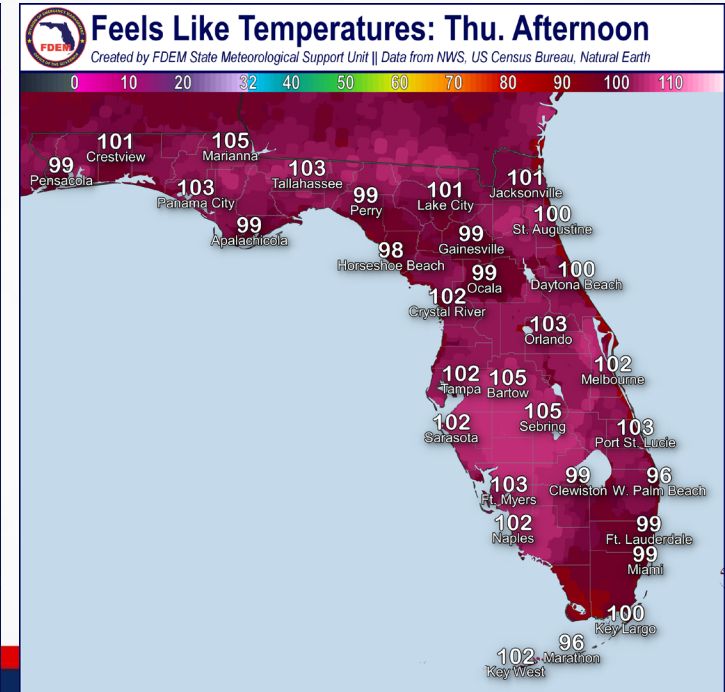 Feels Like Temperatures: Thu. Afternoon
Created by FDEM State Meteorological Support Unit || Data from NWS, US Census Bureau, Natural Earth
FDEM
0 10 20 32 40 50 60 70 80 90 100 110
101
Crestview
105
Marianna
99
Pensacola
103
Tallahassee
103
Panama City
99
Perry
101
Lake City
101
Jacksonville
100
St. Augustine
99
Apalachicola
99
Gainesville
98
Horseshoe Beach
99
Ocala
100
Daytona Beach
102
Crystal River
103
Orlando
102
Melbourne
102
Tampa
105
Bartow
105
Sebring
102
Sarasota
103
Port St. Lucie
103
Ft. Myers
99
Clewiston
96
W. Palm Beach
102
Naples
99
Ft. Lauderdale
99
Miami
100
Key Largo
96
Marathon
102
Key West